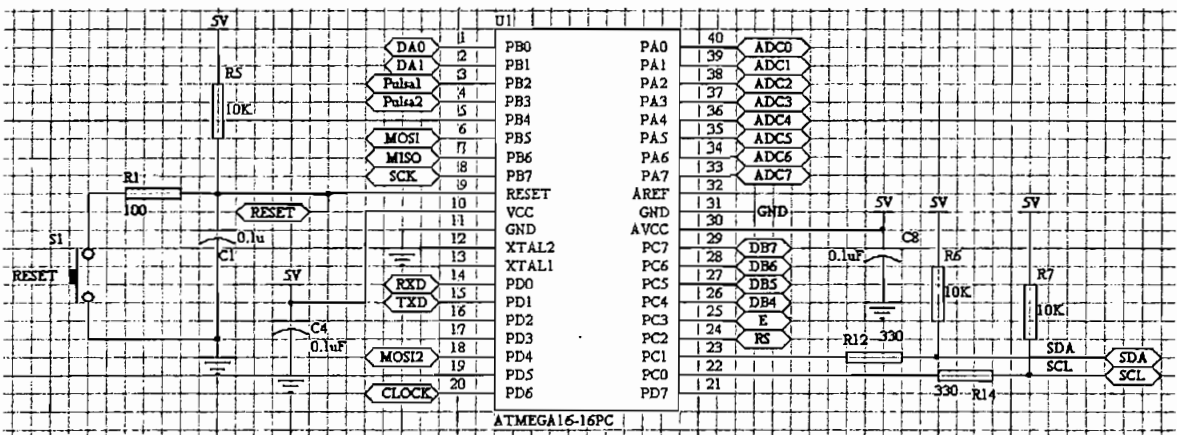 5V
R5
10K
R1
100
RESET
0.1u
C1
S1
RESET
5V
C4
0.1uF
DA0
DA1
Pulsa1
Pulsa2
MOSI
MISO
SCK
RXD
TXD
MOSI2
CLOCK
1
2
3
4
5
6
7
8
9
10
11
12
13
14
15
16
17
18
19
20
U1
PB0
PB1
PB2
PB3
PB4
PB5
PB6
PB7
RESET
VCC
GND
XTAL2
XTAL1
PD0
PD1
PD2
PD3
PD4
PD5
PD6
PA0
PA1
PA2
PA3
PA4
PA5
PA6
PA7
AREF
GND
AVCC
PC7
PC6
PC5
PC4
PC3
PC2
PC1
PC0
PD7
ATMEGA16-16PC
40
39
38
37
36
35
34
33
32
31
30
29
28
27
26
25
24
23
22
21
ADC0
ADC1
ADC2
ADC3
ADC4
ADC5
ADC6
ADC7
GND
DB7
DB6
DB5
DB4
E
RS
5V
C8
0.1uF
5V
R6
10K
5V
R7
10K
R12
330
330
R14
SDA
SCL
SDA
SCL